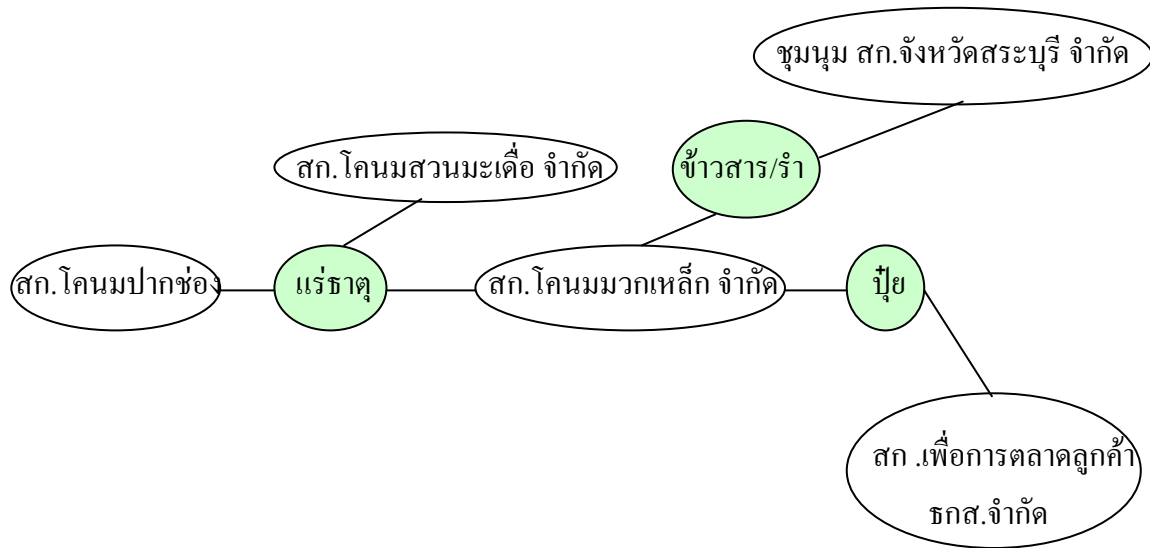 ชุมนุม สก.จังหวัดสระบุรี จำกัด
สก.โคนมสวนมะเดื่อ จำกัด
ข้าวสาร/รำ
สก.โคนมปากช่อง
แร่ธาตุ
สก.โคนมมวกเหล็ก จำกัด
ปุ๋ย
สก .เพื่อการตลาดลูกค้า
ธกส.จำกัด